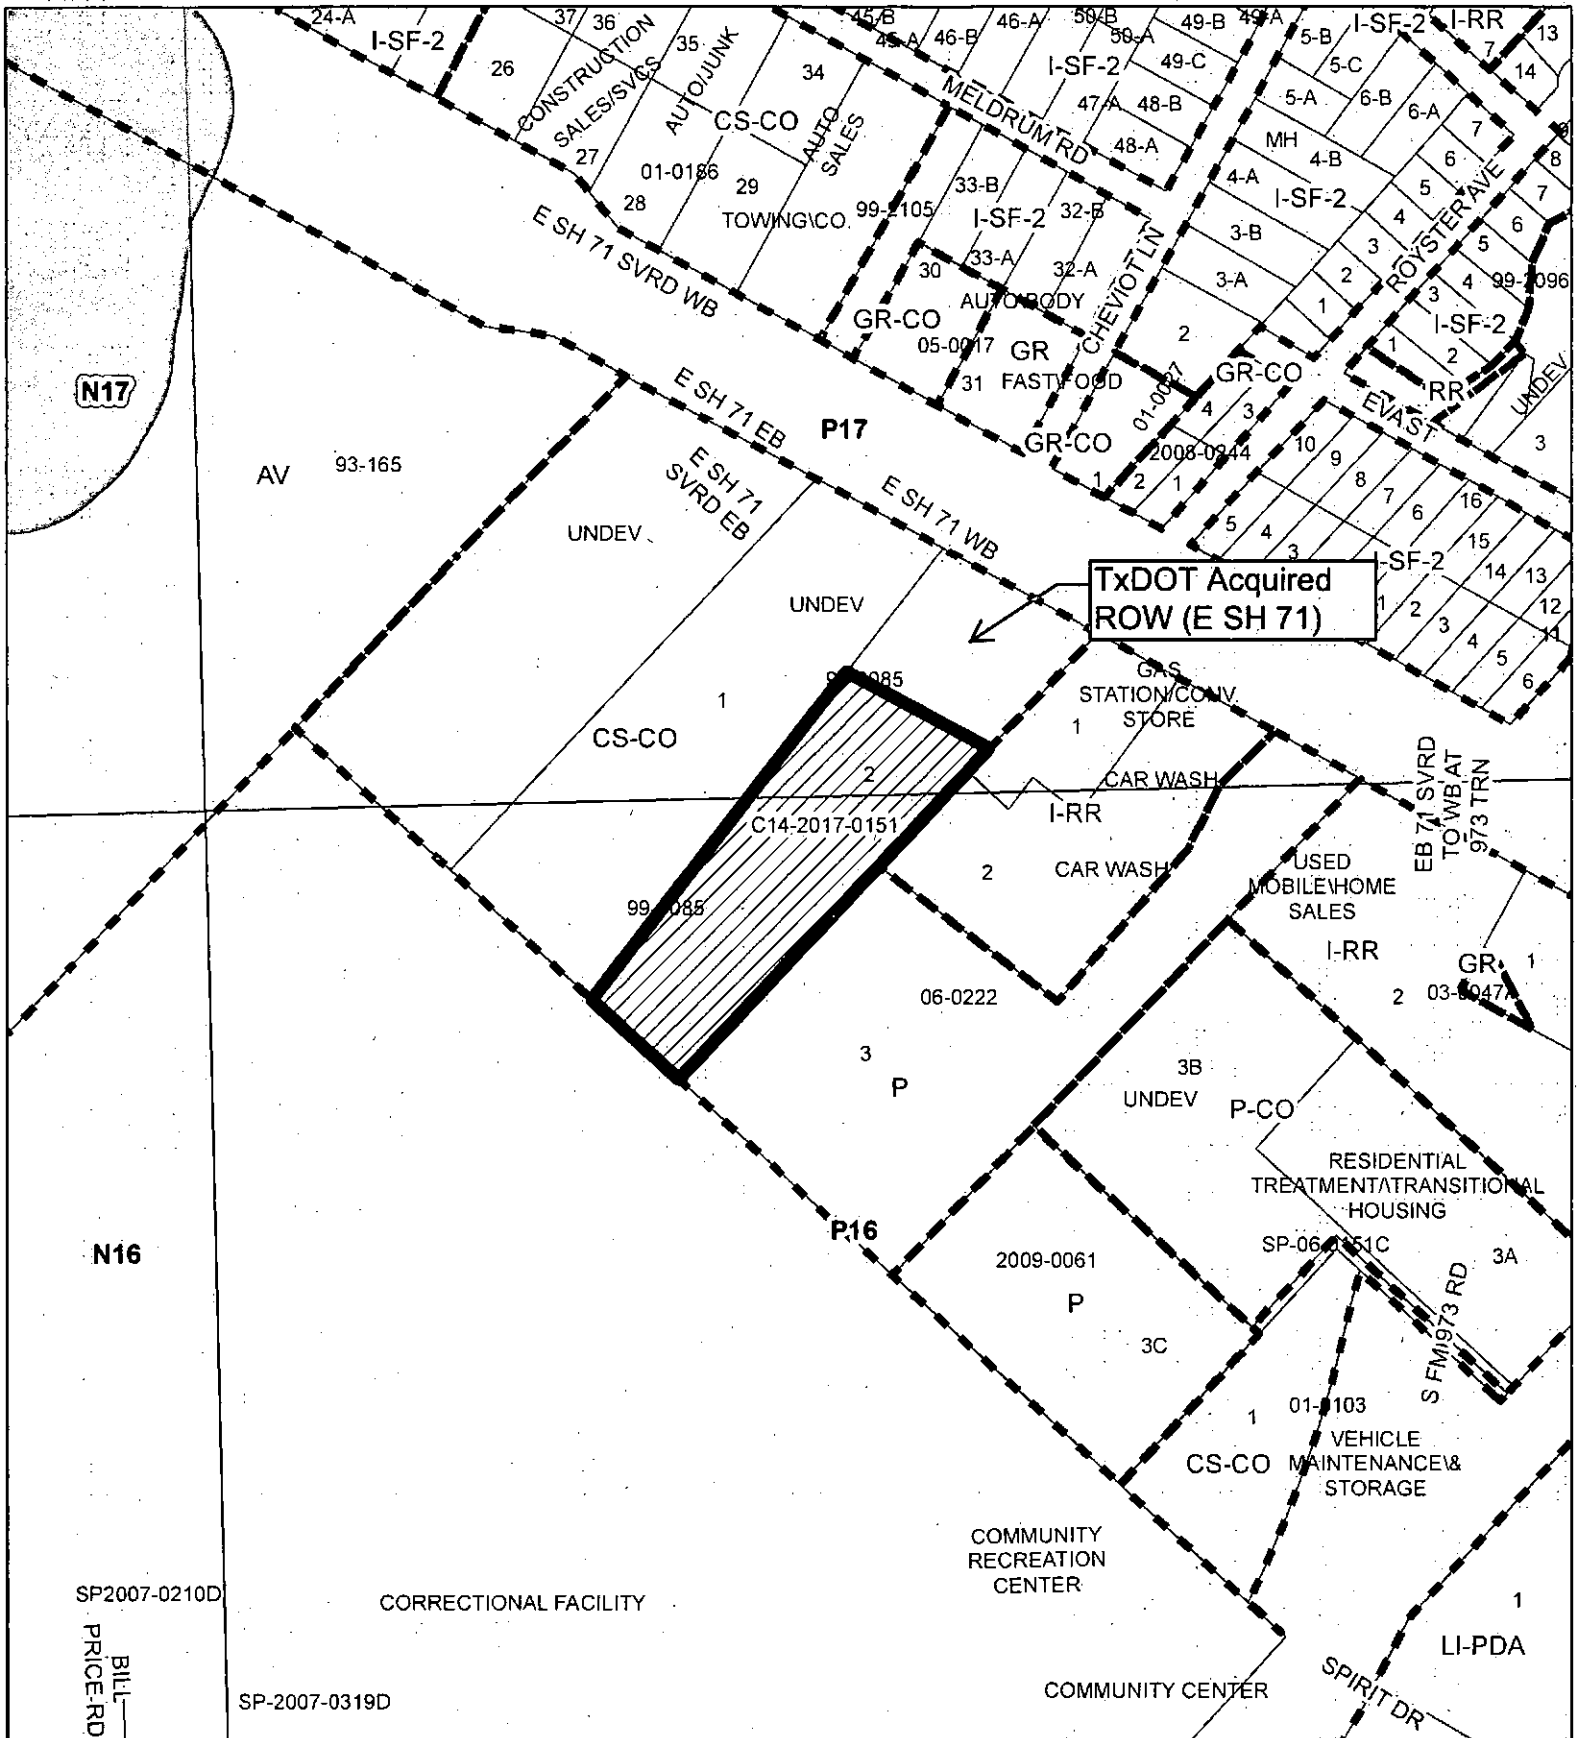 24-A
I-SF-2
37
36
35
26
CONSTRUCTION
SALES/SVCS
AUTO/JUNK
34
CS-CO
AUTO
SALES
27
28
01-0186
29
TOWING\CO.
99-2105
45-B
45-A
46-B
46-A
50-B
50-A
49-B
49-A
49-C
I-SF-2
47-A
48-B
48-A
MELDRUM RD
5-B
I-SF-2
5-C
5-A
6-B
6-A
7
I-RR
7
13
14
MH
4-B
4-A
I-SF-2
6
5
4
3
2
1
3-B
3-A
2
ROYSTER AVE
8
7
6
5
4
3
99-2096
I-SF-2
1
2
RR
UNDEV
3
33-B
I-SF-2
32-B
33-A
32-A
30
AUTO BODY
GR-CO
05-0017
GR
31
FAST\FOOD
CHEVIOT LN
GR-CO
01-0027
GR-CO
4
3
2008-0244
1
2
1
EVA ST
10
9
8
7
6
5
4
3
16
15
14
13
12
11
I-SF-2
1
2
3
4
5
6
E SH 71 SVRD WB
E SH 71 EB
E SH 71
SVRD EB
E SH 71 WB
N17
P17
AV
93-165
UNDEV
UNDEV
TxDOT Acquired
ROW (E SH 71)
1
CS-CO
2
C14-2017-0151
GAS
STATION/CONV.
STORE
1
CAR WASH
I-RR
2
CAR WASH
EB 71 SVRD
TO WB AT
973 TRN
USED
MOBILE\HOME
SALES
I-RR
GR
1
2
06-0222
3
P
3B
UNDEV
P-CO
RESIDENTIAL
TREATMENT/\TRANSITIONAL
HOUSING
3A
S FM\973 RD
N16
P16
2009-0061
P
3C
1
01-0103
CS-CO
VEHICLE
MAINTENANCE\&
STORAGE
COMMUNITY
RECREATION
CENTER
SP2007-0210D
CORRECTIONAL FACILITY
1
LI-PDA
BILL
PRICE-RD
SP-2007-0319D
COMMUNITY CENTER
SPIRIT DR